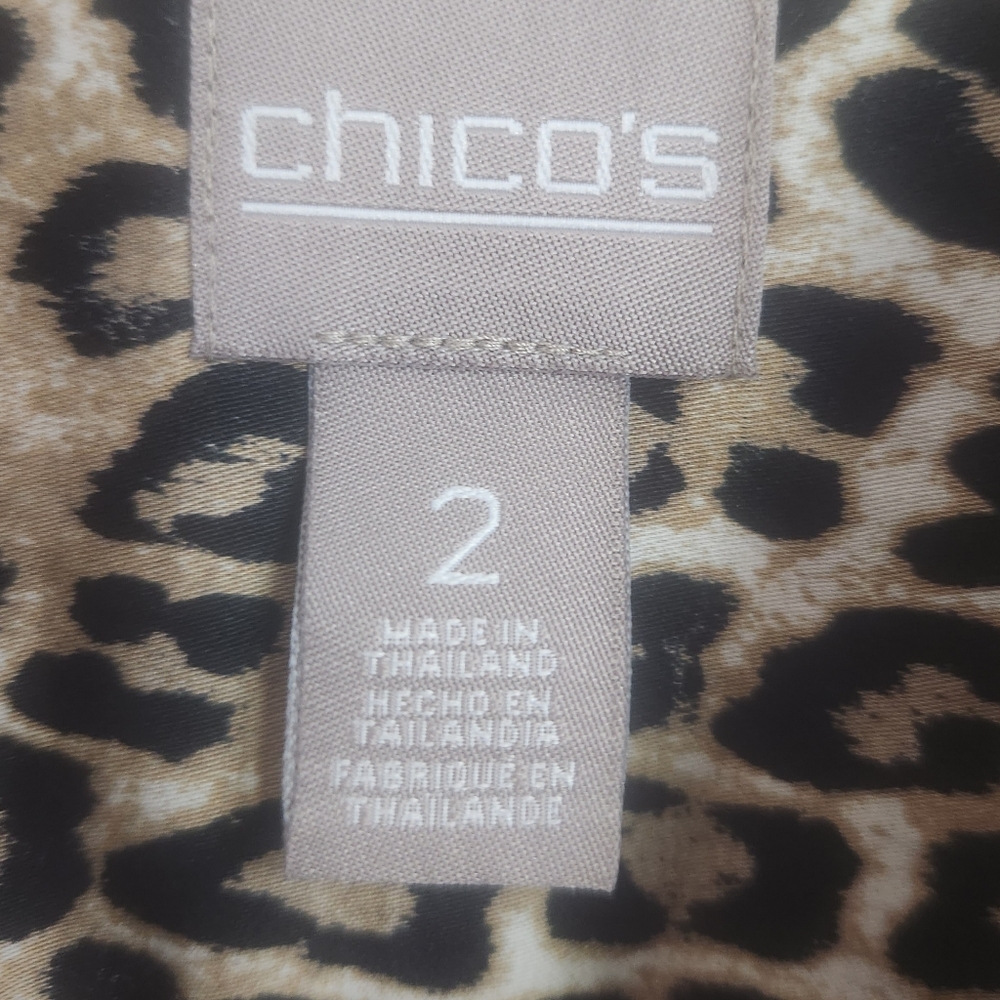 chico's
2
MADE IN
THAILAND
HECHO EN
TAILANDIA
FABRIQUÉ EN
THAILANDE